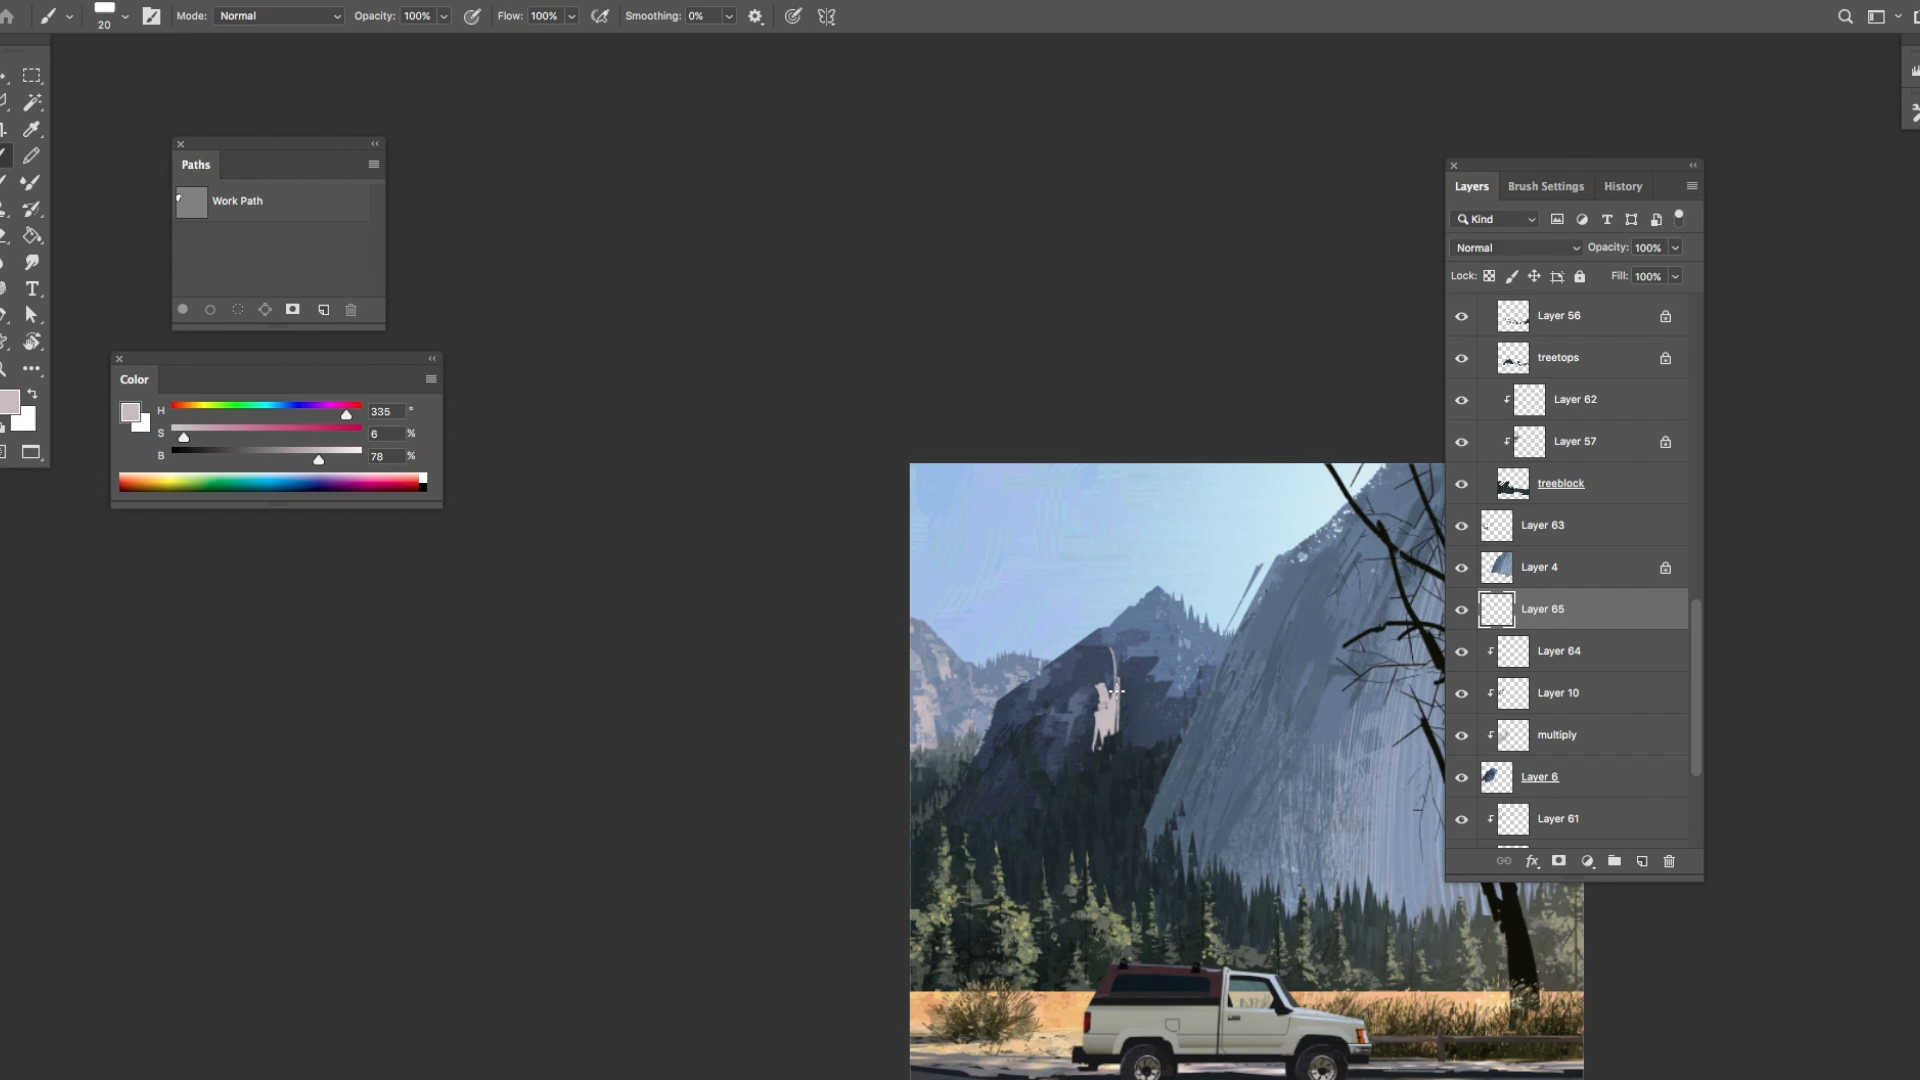 20
Mode: Normal
Opacity: 100%
Flow: 100%
Smoothing: 0%
Paths
Work Path
Color
H 335 °
S 6 %
B 78 %
Layers Brush Settings History
Kind
Normal Opacity: 100%
Lock: Fill: 100%
Layer 56
treetops
Layer 62
Layer 57
treeblock
Layer 63
Layer 4
Layer 65
Layer 64
Layer 10
multiply
Layer 6
Layer 61
fx